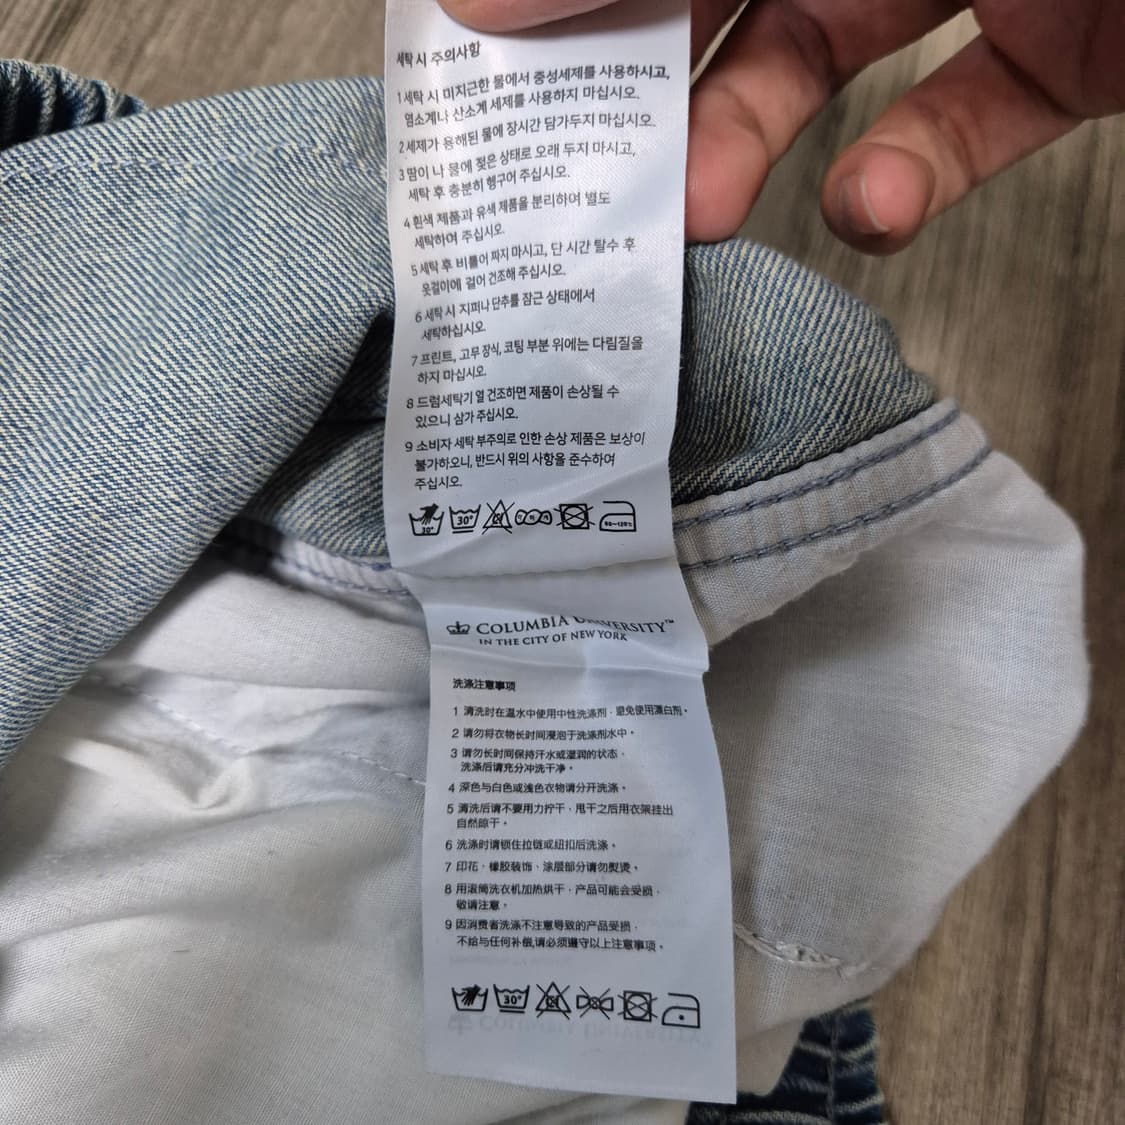 세탁 시 주의사항
1 세탁 시 미지근한 물에서 중성세제를 사용하시고,
염소계나 산소계 세제를 사용하지 마십시오.
2 세제가 용해된 물에 장시간 담가두지 마십시오.
3 땀이 나 물에 젖은 상태로 오래 두지 마시고,
세탁 후 충분히 헹구어 주십시오.
4 흰색 제품과 유색 제품을 분리하여 별도
세탁하여 주십시오.
5 세탁 후 비틀어 짜지 마시고, 단 시간 탈수 후
옷걸이에 걸어 건조해 주십시오.
6 세탁 시 지퍼나 단추를 잠근 상태에서
세탁하십시오.
7 프린트, 고무 장식, 코팅 부분 위에는 다림질을
하지 마십시오.
8 드럼세탁기 열 건조하면 제품이 손상될 수
있으니 삼가 주십시오.
9 소비자 세탁 부주의로 인한 손상 제품은 보상이
불가하오니, 반드시 위의 사항을 준수하여
주십시오.
30° 30° Cl 80~120%
COLUMBIA UNIVERSITY™
IN THE CITY OF NEW YORK
洗涤注意事项
1 清洗时在温水中使用中性洗涤剂，避免使用漂白剂。
2 请勿将衣物长时间浸泡于洗涤剂水中。
3 请勿长时间保持汗水或湿润的状态，
洗涤后请充分冲洗干净。
4 深色与白色或浅色衣物请分开洗涤。
5 清洗后请不要用力拧干，甩干之后用衣架挂出
自然晾干。
6 洗涤时请锁住拉链或纽扣后洗涤。
7 印花，橡胶装饰，涂层部分请勿熨烫。
8 用滚筒洗衣机加热烘干，产品可能会受损，
敬请注意。
9 因消费者洗涤不注意导致的产品受损，
不给与任何补偿,请必须遵守以上注意事项。
30° Cl